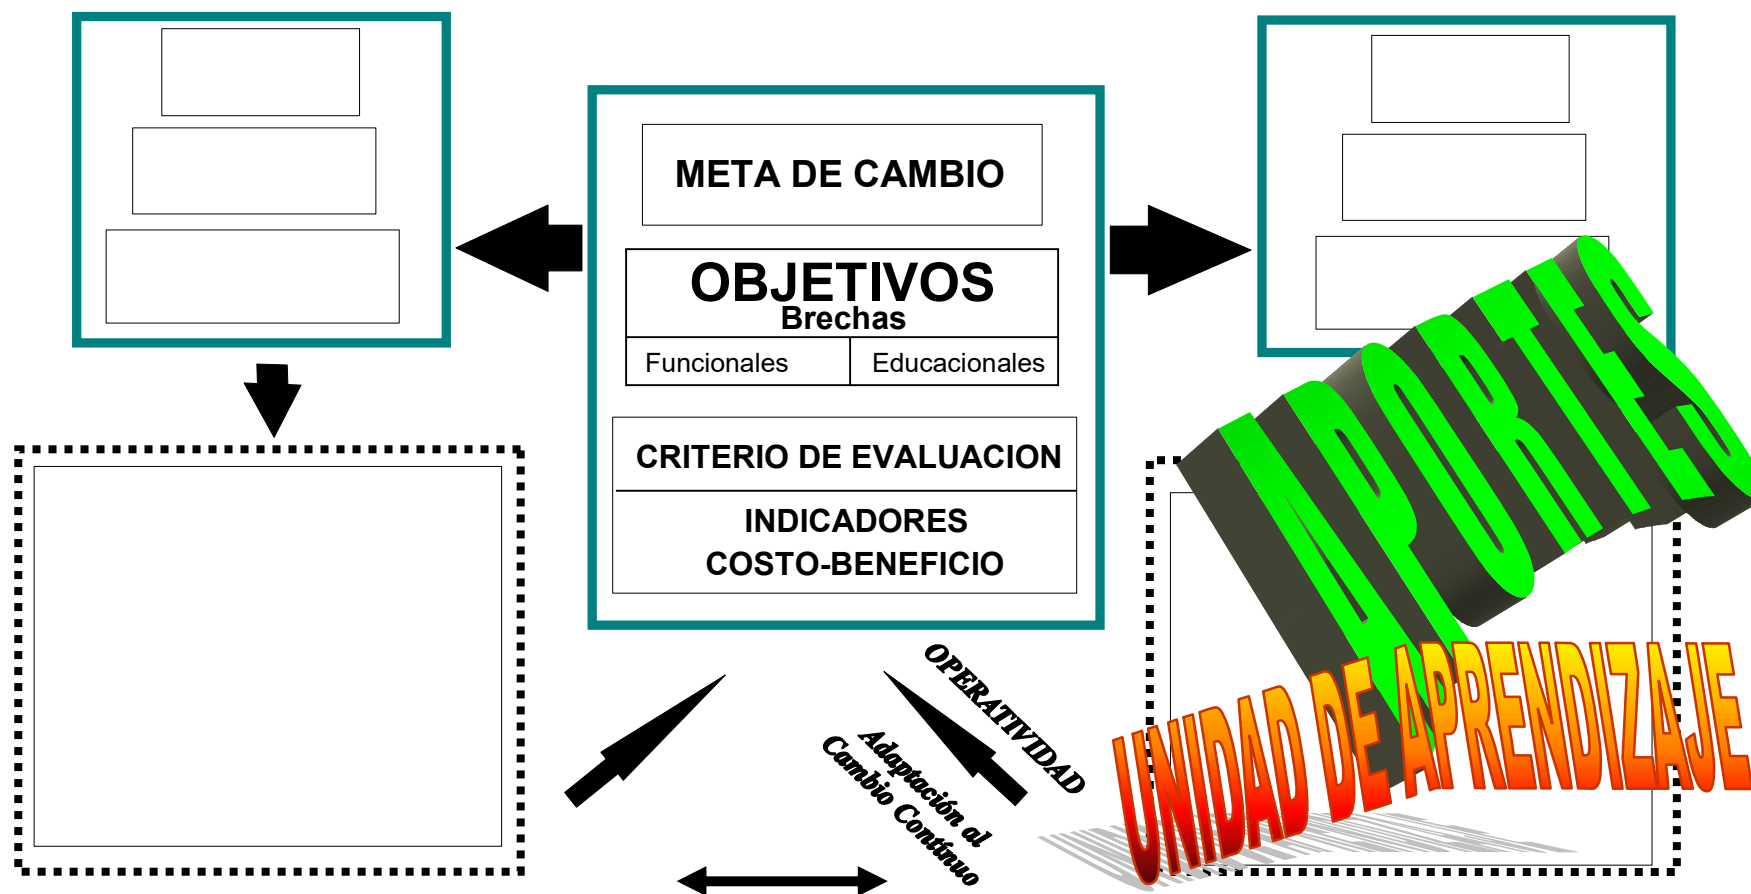 META DE CAMBIO
OBJETIVOS
Brechas
Funcionales
Educacionales
CRITERIO DE EVALUACION
INDICADORES
COSTO-BENEFICIO
APORTES
OPERATIVIDAD
Adaptación al
Cambio Contínuo
UNIDAD DE APRENDIZAJE